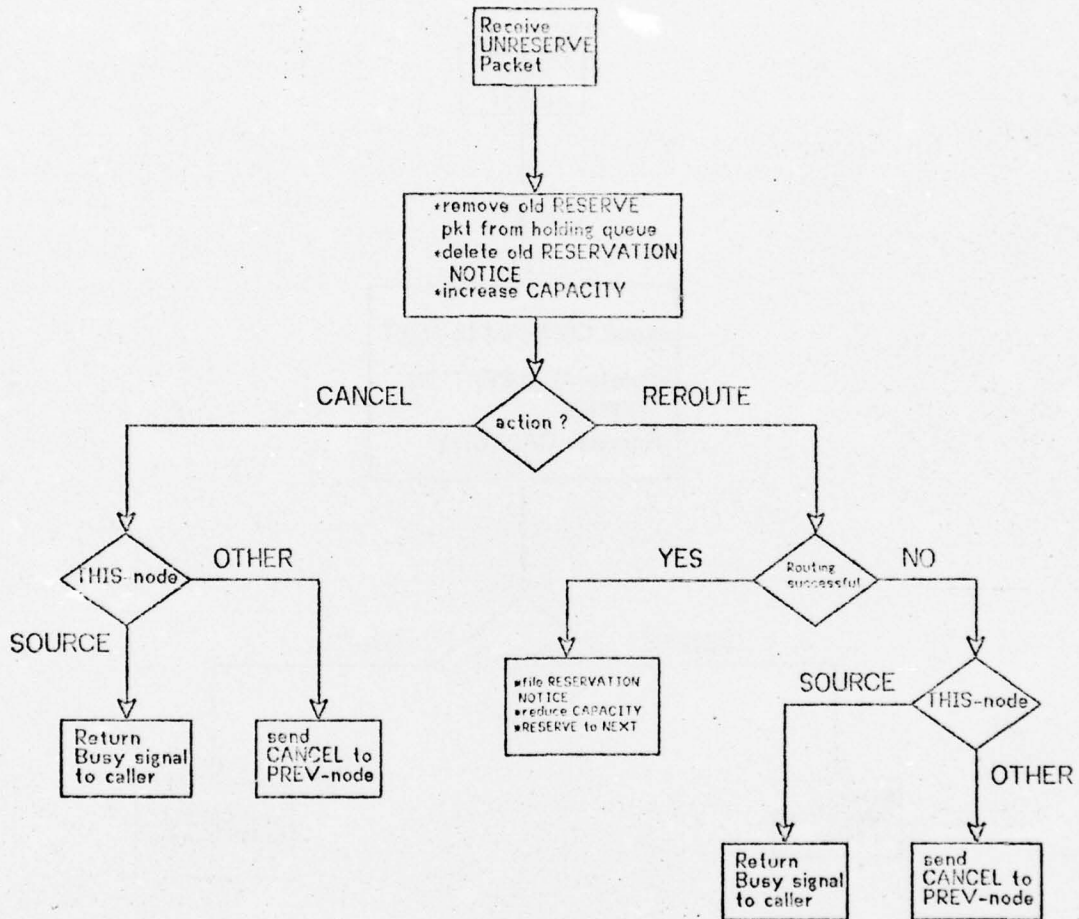 Receive
UNRESERVE
Packet
*remove old RESERVE
pkt from holding queue
*delete old RESERVATION
NOTICE
*increase CAPACITY
CANCEL
action ?
REROUTE
THIS-node
OTHER
SOURCE
YES
Routing
successful
NO
Return
Busy signal
to caller
send
CANCEL to
PREV-node
*file RESERVATION
NOTICE
*reduce CAPACITY
*RESERVE to NEXT
SOURCE
THIS-node
OTHER
Return
Busy signal
to caller
send
CANCEL to
PREV-node